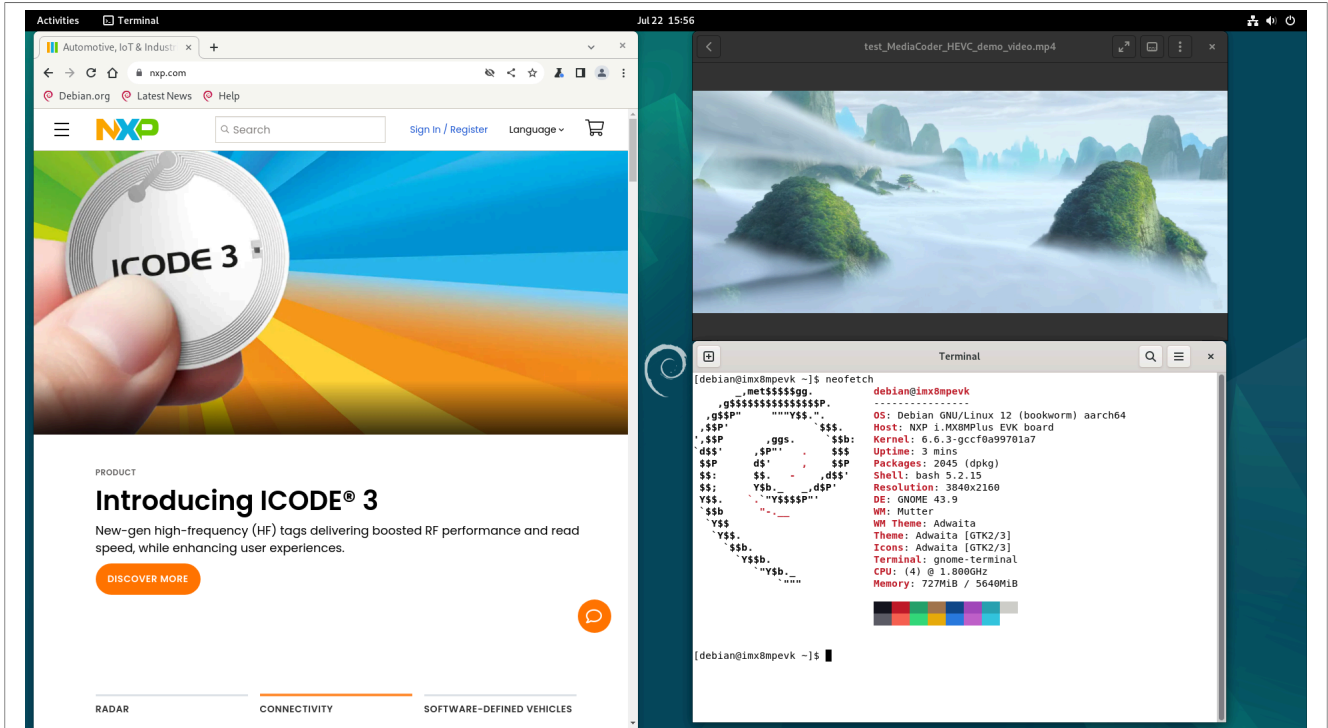 Activities Terminal Jul 22 15:56
Automotive, IoT & Industr
nxp.com
Debian.org Latest News Help
NXP Search Sign In / Register Language
ICODE 3
PRODUCT
Introducing ICODE® 3
New-gen high-frequency (HF) tags delivering boosted RF performance and read
speed, while enhancing user experiences.
DISCOVER MORE
RADAR CONNECTIVITY SOFTWARE-DEFINED VEHICLES
test_MediaCoder_HEVC_demo_video.mp4
Terminal
[debian@imx8mpevk ~]$ neofetch
debian@imx8mpevk
----------------
OS: Debian GNU/Linux 12 (bookworm) aarch64
Host: NXP i.MX8MPlus EVK board
Kernel: 6.6.3-gccf0a99701a7
Uptime: 3 mins
Packages: 2045 (dpkg)
Shell: bash 5.2.15
Resolution: 3840x2160
DE: GNOME 43.9
WM: Mutter
WM Theme: Adwaita
Theme: Adwaita [GTK2/3]
Icons: Adwaita [GTK2/3]
Terminal: gnome-terminal
CPU: (4) @ 1.800GHz
Memory: 727MiB / 5640MiB
[debian@imx8mpevk ~]$